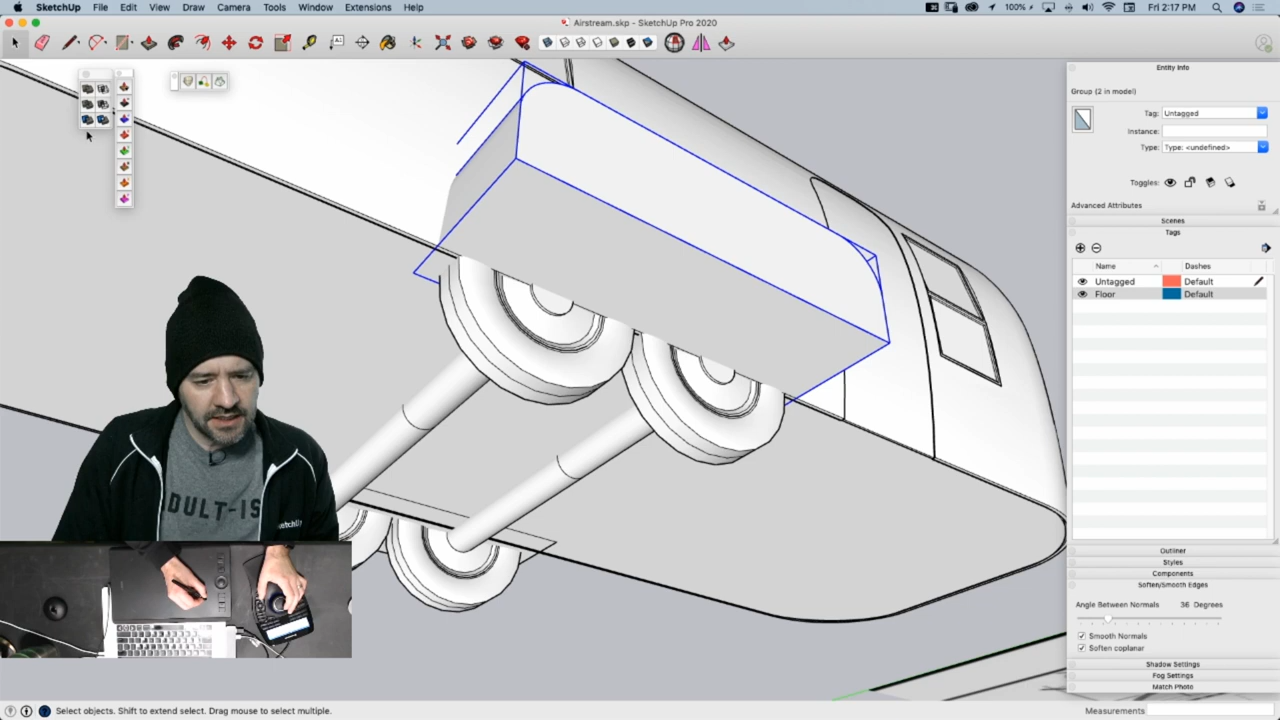 SketchUp File Edit View Draw Camera Tools Window Extensions Help
100% Fri 2:17 PM
Airstream.skp - SketchUp Pro 2020
Entity Info
Group (2 in model)
Tag: Untagged
Instance:
Type: Type: <undefined>
Toggles:
Advanced Attributes
Scenes
Tags
Name Dashes
Untagged Default
Floor Default
DULT-IS
SketchUp
Outliner
Styles
Components
Soften/Smooth Edges
Angle Between Normals 36 Degrees
Smooth Normals
Soften coplanar
Shadow Settings
Fog Settings
Match Photo
Select objects. Shift to extend select. Drag mouse to select multiple.
Measurements